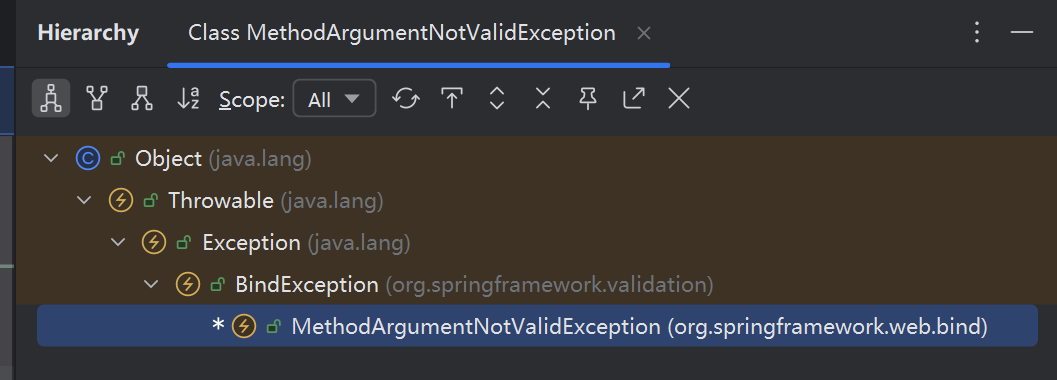 Hierarchy Class MethodArgumentNotValidException
Scope: All
Object (java.lang)
Throwable (java.lang)
Exception (java.lang)
BindException (org.springframework.validation)
* MethodArgumentNotValidException (org.springframework.web.bind)